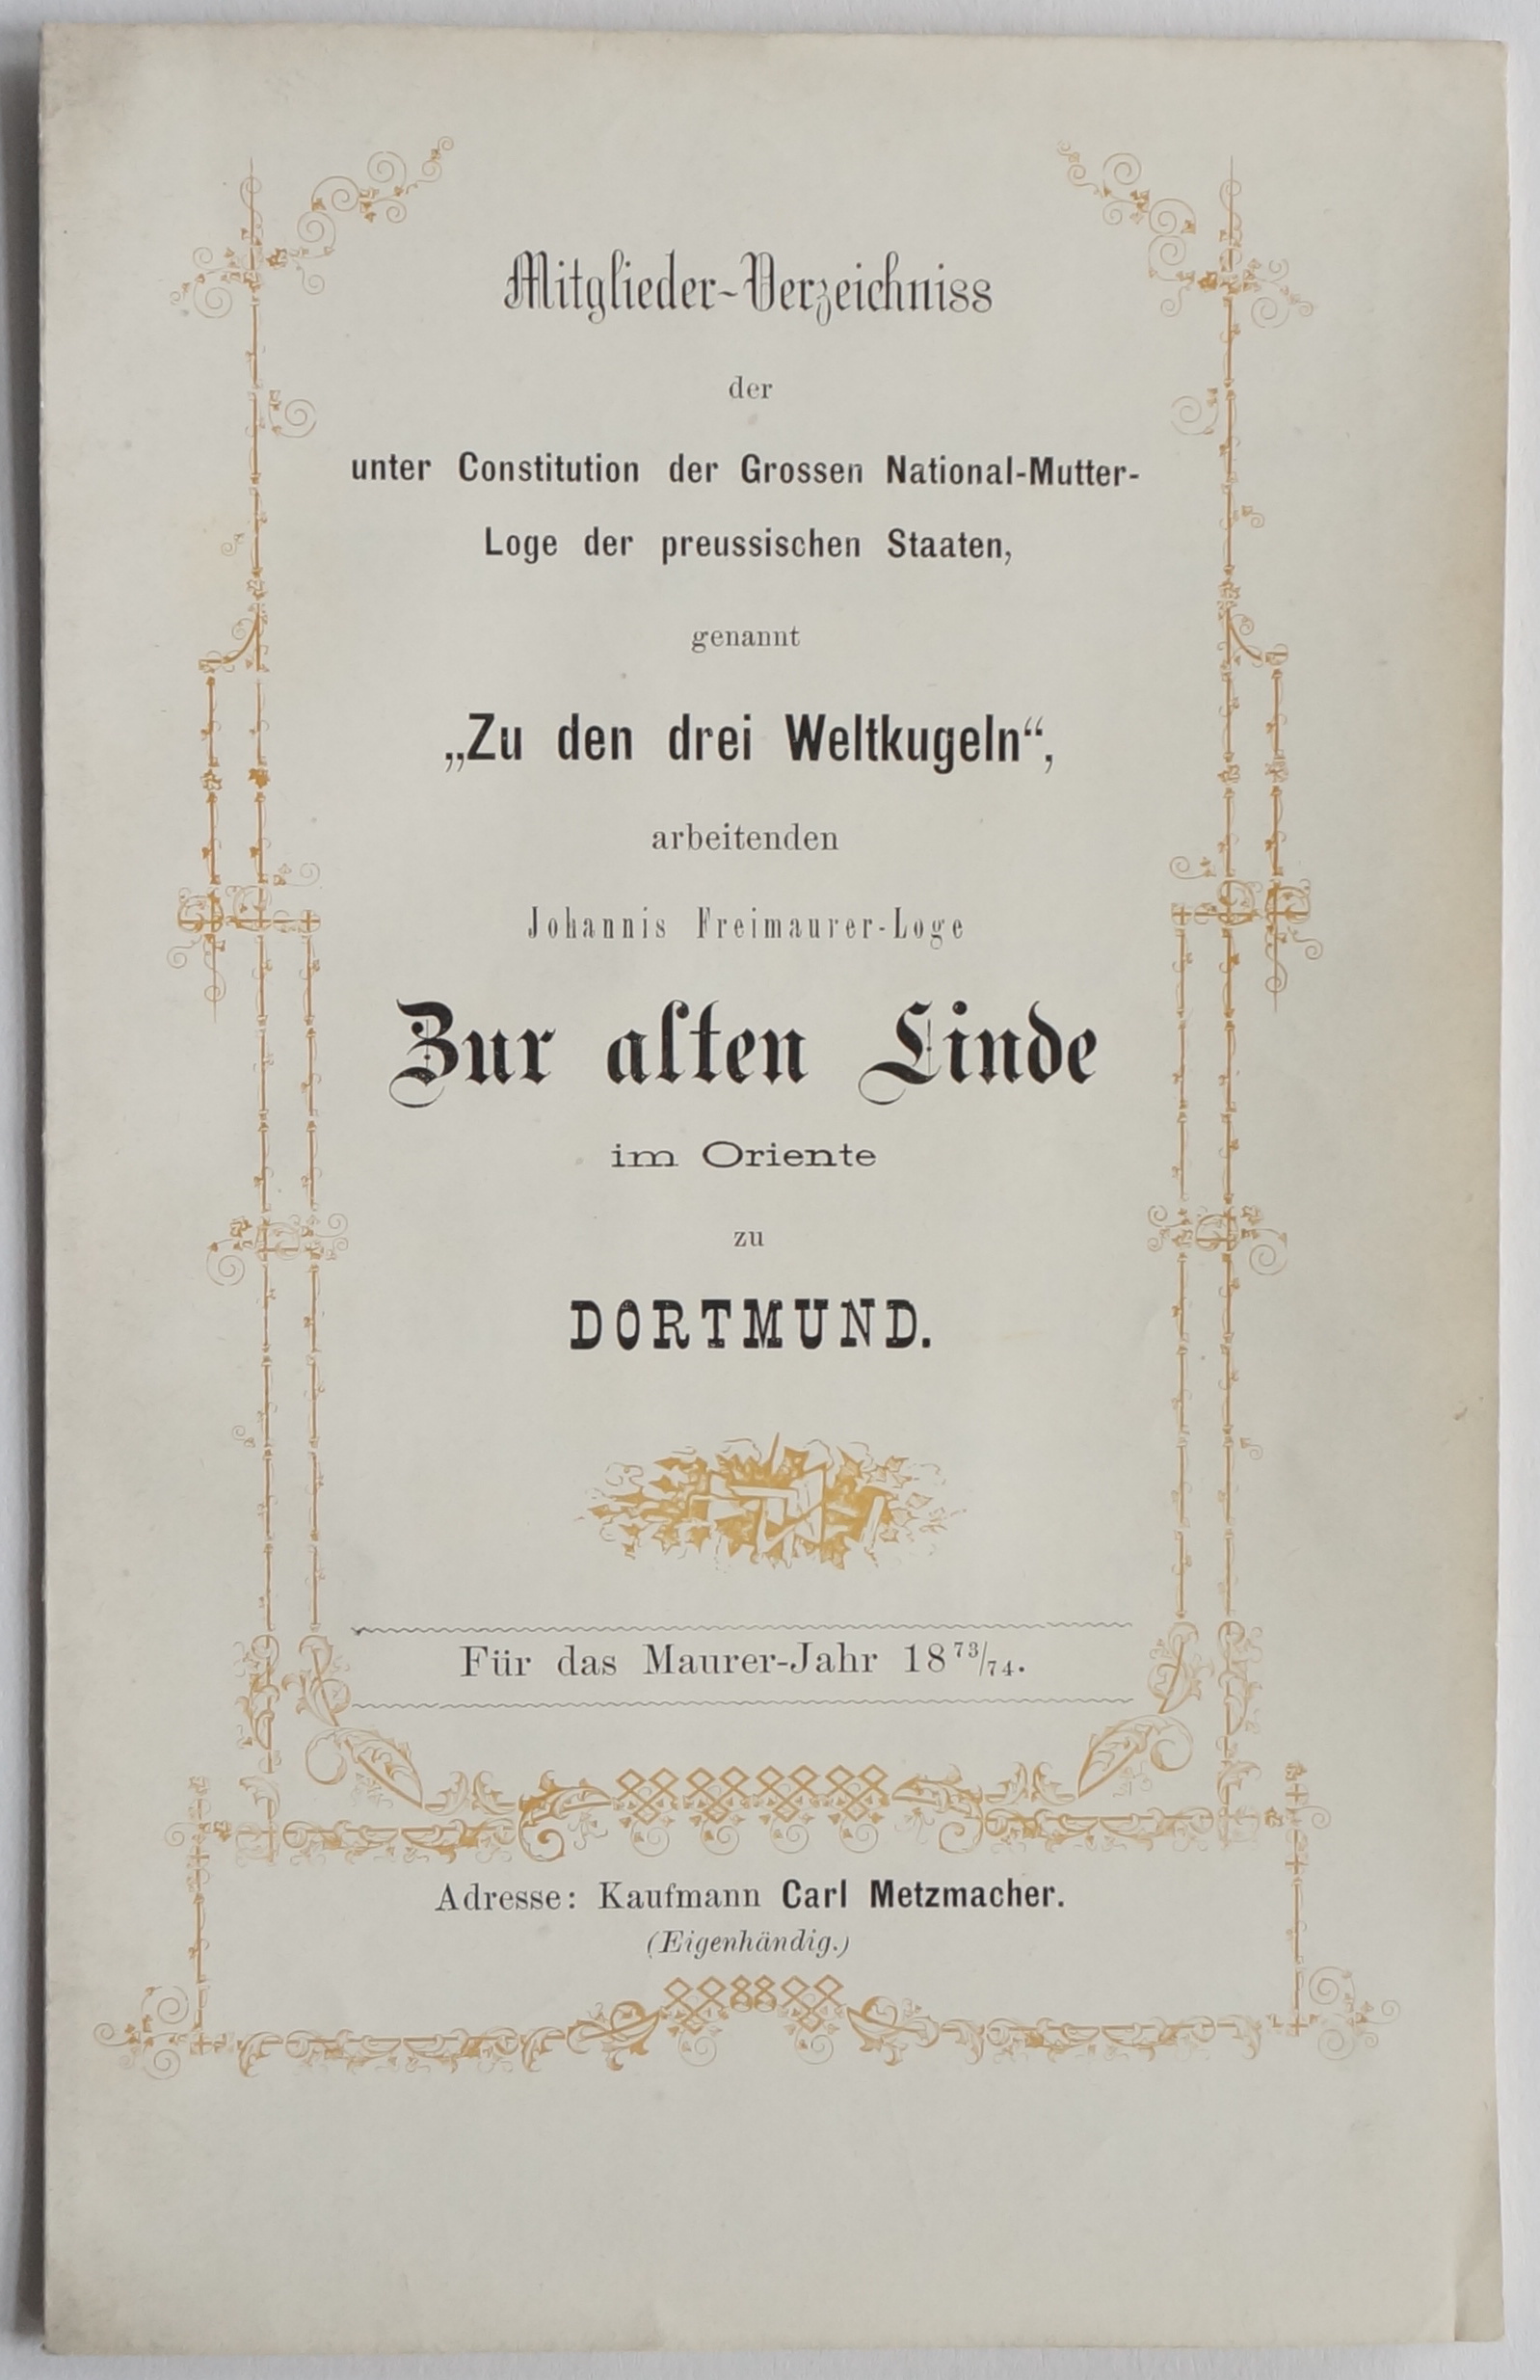 Mitglieder-Verzeichniss
der
unter Constitution der Grossen National-Mutter-
Loge der preussischen Staaten,
genannt
„Zu den drei Weltkugeln“,
arbeitenden
Johannis Freimaurer-Loge
Zur alten Linde
im Oriente
zu
DORTMUND.
Für das Maurer-Jahr 18 73/74.
Adresse: Kaufmann Carl Metzmacher.
(Eigenhändig.)